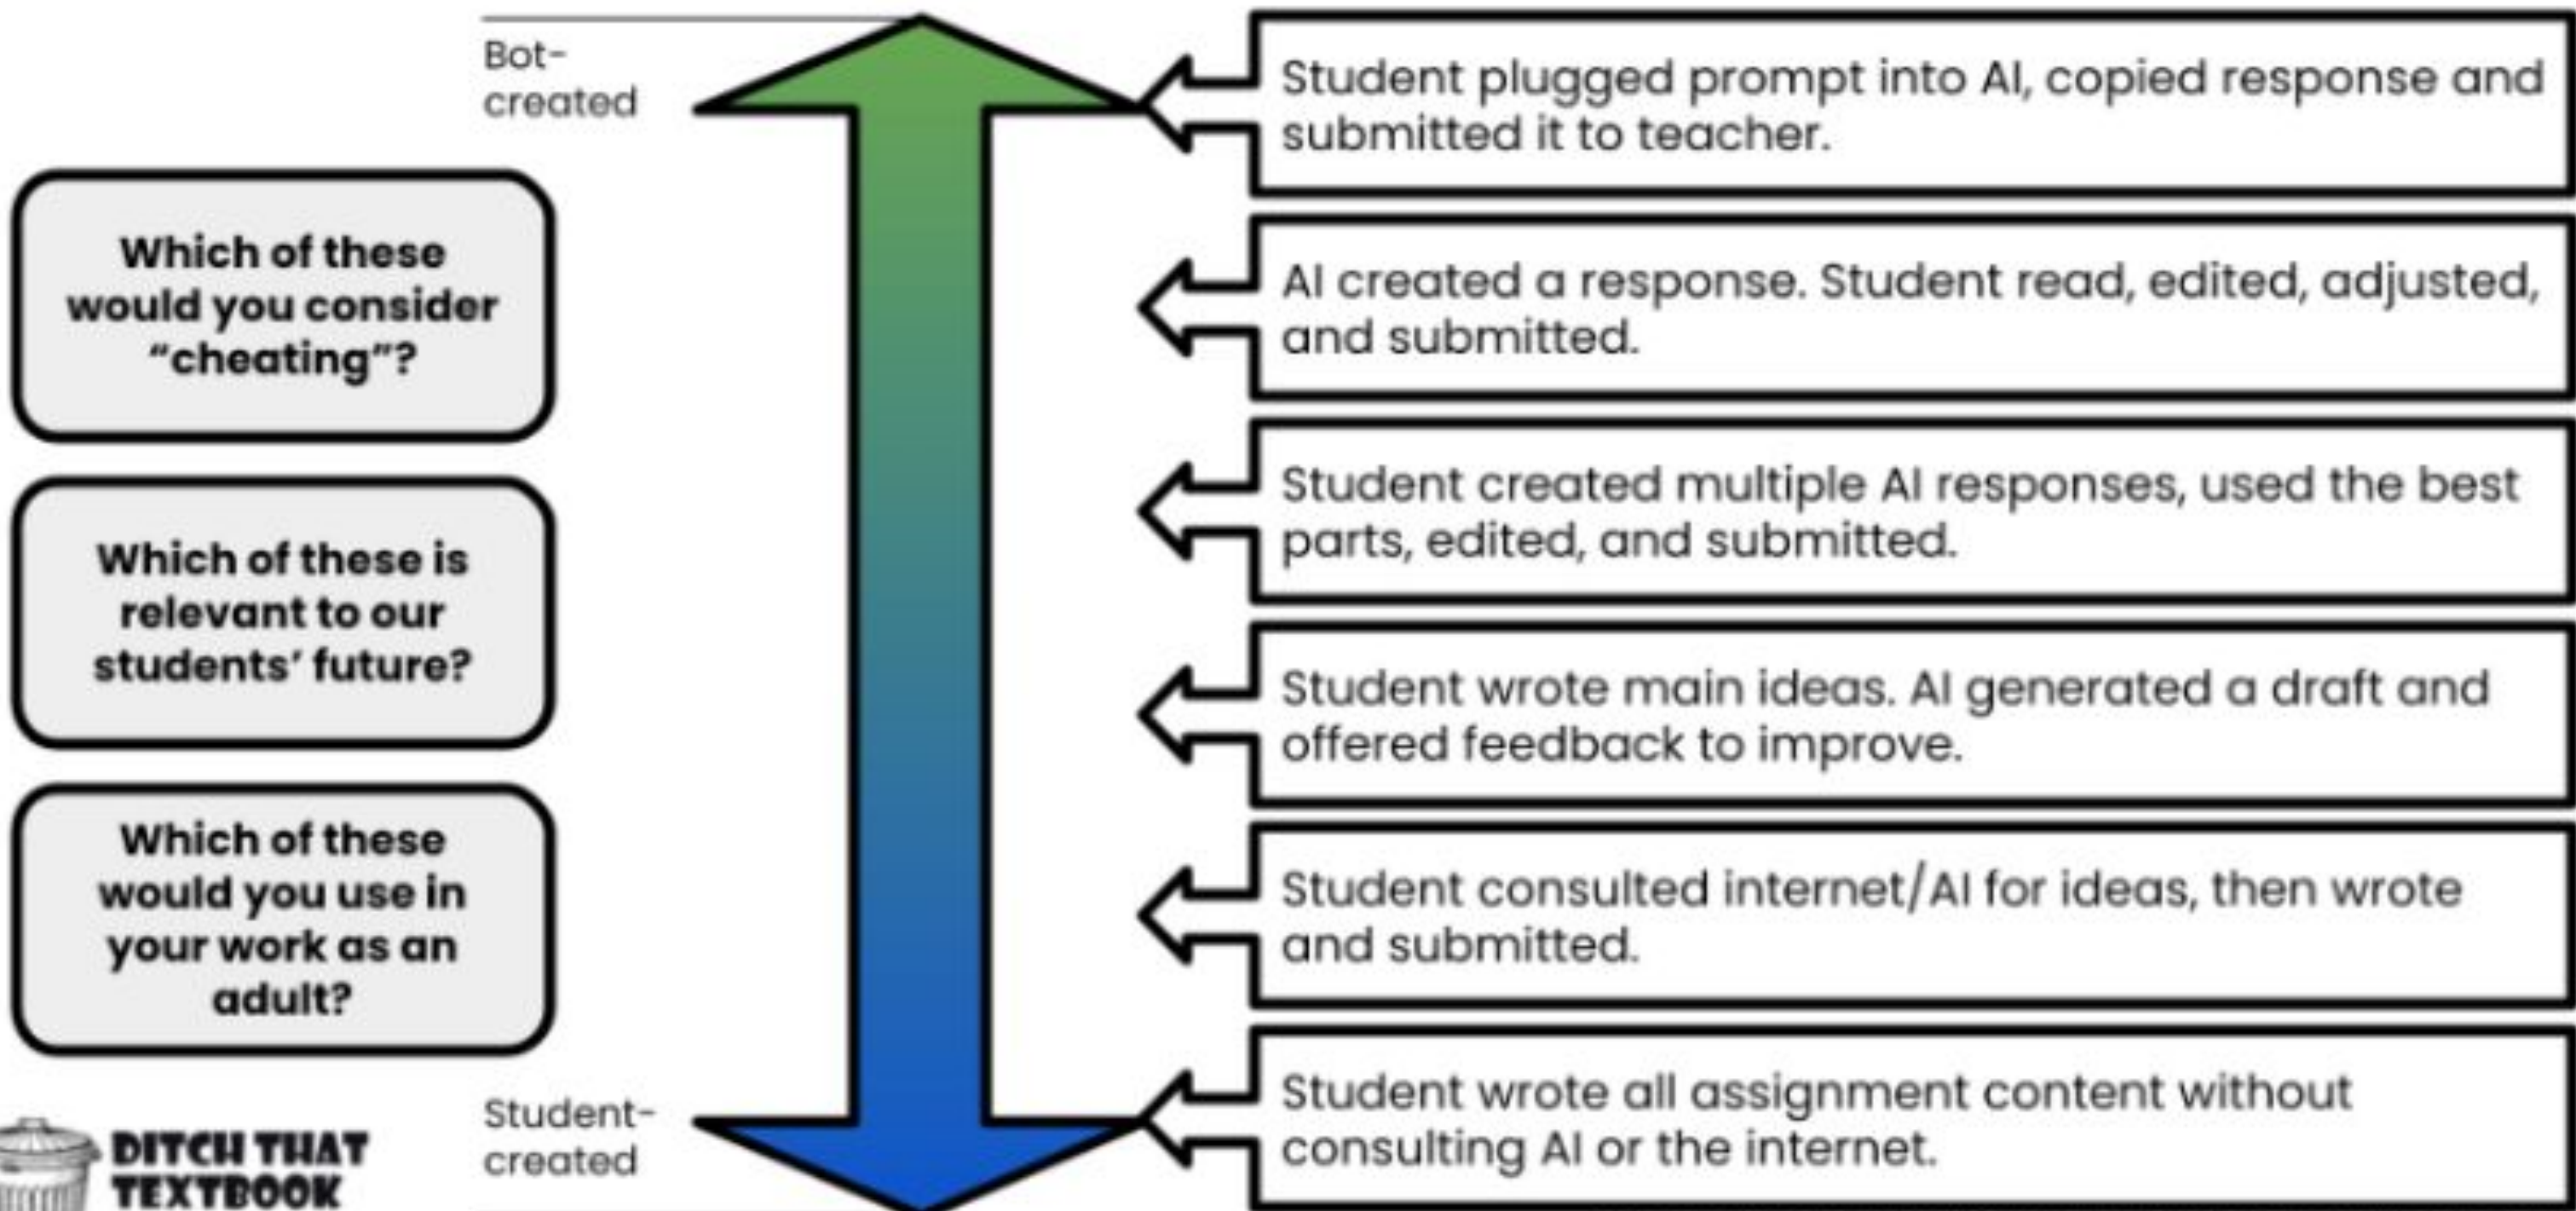 Bot-
created
Student plugged prompt into AI, copied response and
submitted it to teacher.
Which of these
would you consider
“cheating”?
AI created a response. Student read, edited, adjusted,
and submitted.
Student created multiple AI responses, used the best
parts, edited, and submitted.
Which of these is
relevant to our
students’ future?
Student wrote main ideas. AI generated a draft and
offered feedback to improve.
Which of these
would you use in
your work as an
adult?
Student consulted internet/AI for ideas, then wrote
and submitted.
Student-
created
Student wrote all assignment content without
consulting AI or the internet.
DITCH THAT
TEXTBOOK